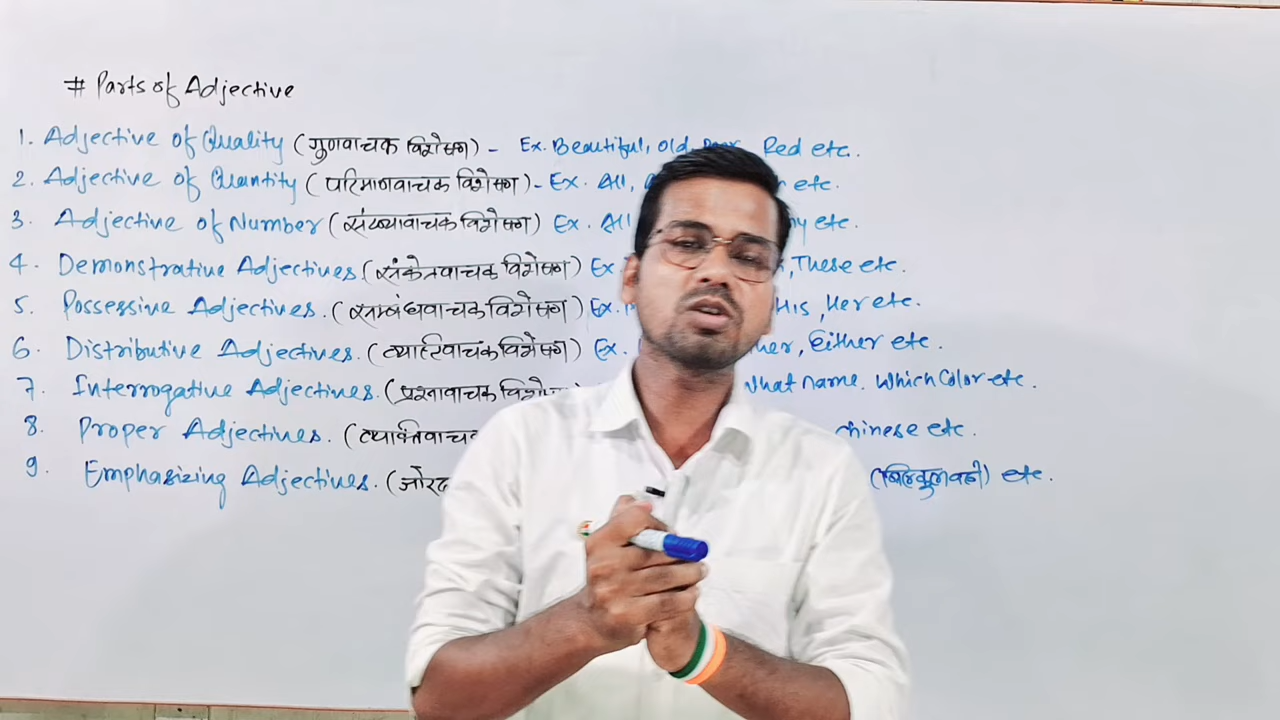 # Parts of Adjective
1. Adjective of Quality (गुणवाचक विशेषण) - Ex. Beautiful, old, Red etc.
2. Adjective of Quantity (परिमाणवाचक विशेषण) - Ex. All, etc.
3. Adjective of Number (संख्यावाचक विशेषण) Ex. All etc.
4. Demonstrative Adjectives. (संकेतवाचक विशेषण) Ex , These etc.
5. Possessive Adjectives. (सम्बंधवाचक विशेषण) Ex. His, Her etc.
6. Distributive Adjectives. Ex. Either etc.
7. Interrogative Adjectives. What name. Which Color etc.
8. Proper Adjectives. Chinese etc.
9. Emphasizing Adjectives. etc.